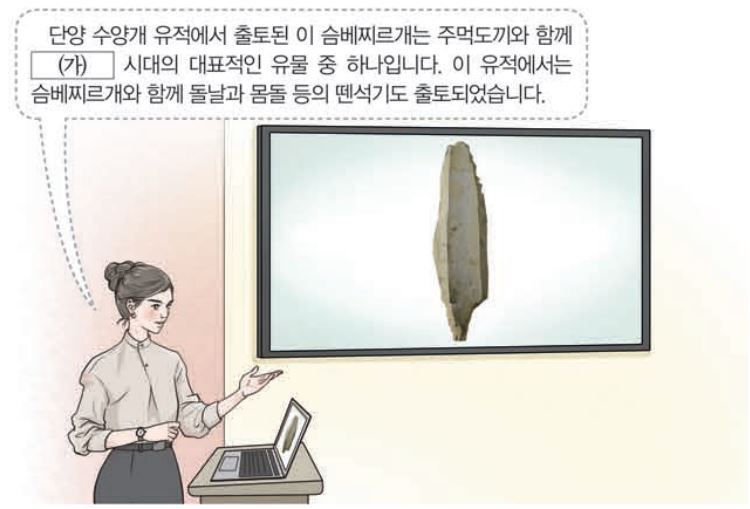 단양 수양개 유적에서 출토된 이 슴베찌르개는 주먹도끼와 함께
(가) 시대의 대표적인 유물 중 하나입니다. 이 유적에서는
슴베찌르개와 함께 돌날과 몸돌 등의 뗀석기도 출토되었습니다.